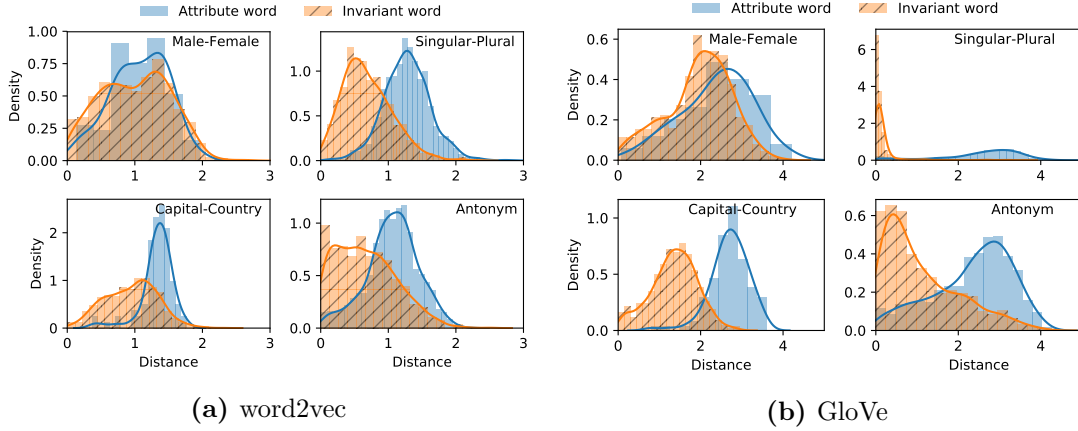 Attribute word Invariant word
Male-Female
Density
1.00
0.75
0.50
0.25
0.00
0 1 2 3
Singular-Plural
1.0
0.5
0.0
0 1 2 3
Capital-Country
Density
2
1
0
0 1 2 3
Distance
Antonym
1.0
0.5
0.0
0 1 2 3
Distance
(a) word2vec
Attribute word Invariant word
Male-Female
Density
0.6
0.4
0.2
0.0
0 2 4
Singular-Plural
6
4
2
0
0 2 4
Capital-Country
Density
1.0
0.5
0.0
0 2 4
Distance
Antonym
0.6
0.4
0.2
0.0
0 2 4
Distance
(b) GloVe